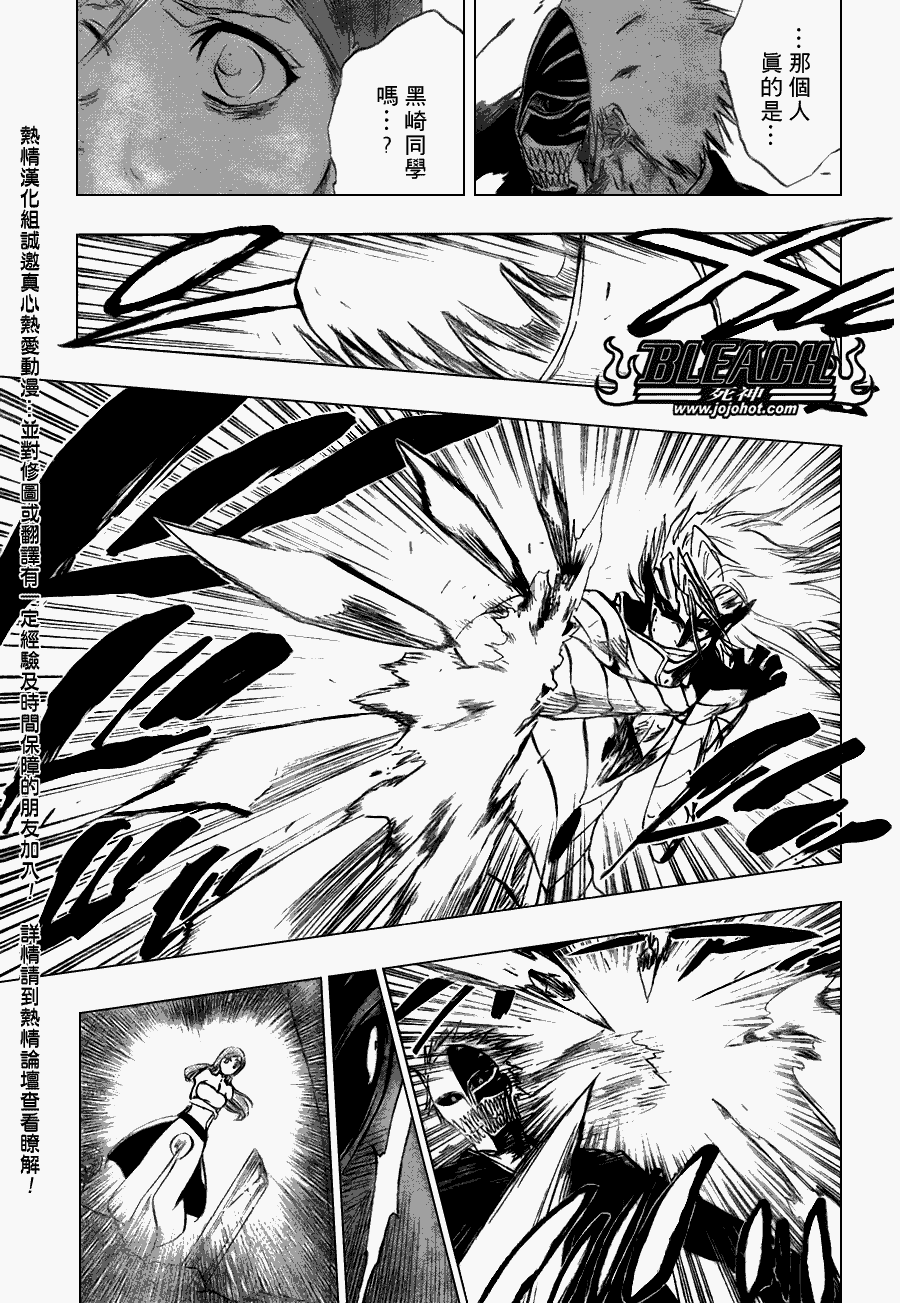 …那個人
真的是…
黑崎同學
嗎…?
BLEACH
死神
www.jojohot.com
熱情漢化組誠邀真心熱愛動漫…並對修圖或翻譯有一定經驗及時間保障的朋友加入! 詳情請到熱情論壇查看瞭解!